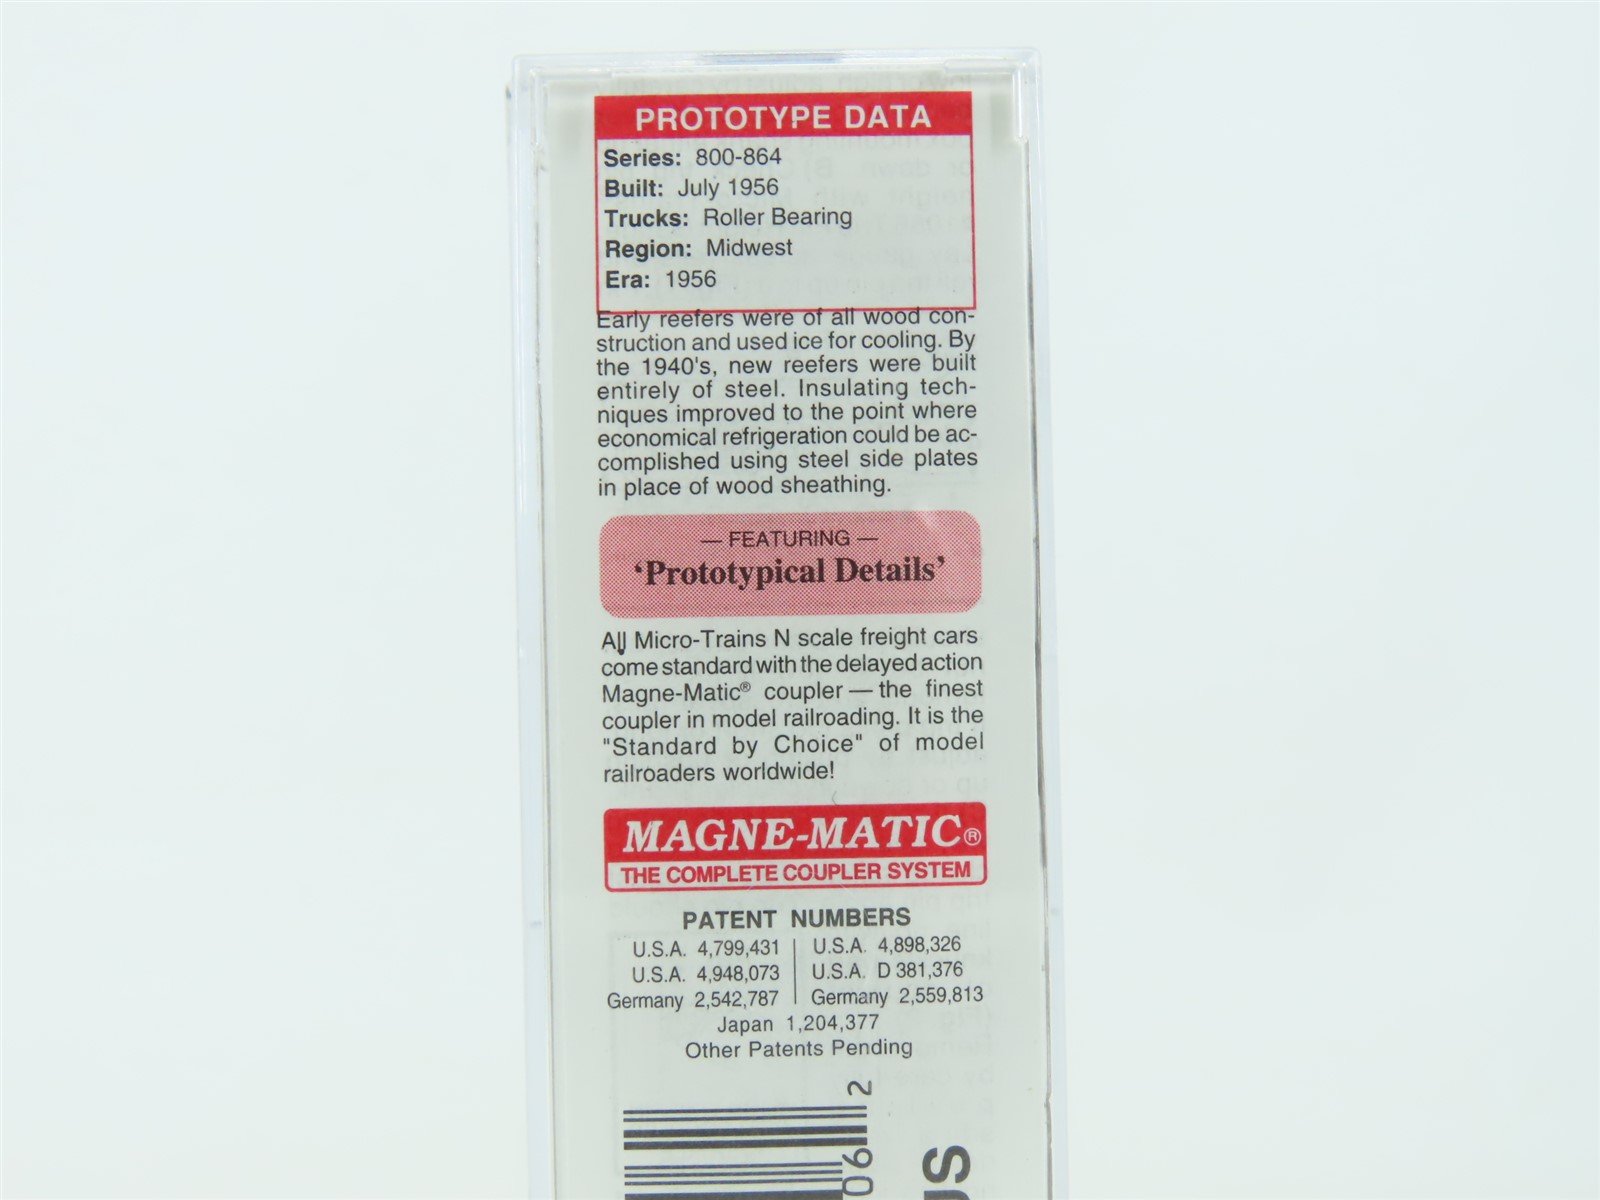 PROTOTYPE DATA
Series: 800-864
Built: July 1956
Trucks: Roller Bearing
Region: Midwest
Era: 1956
Early reefers were of all wood con-
struction and used ice for cooling. By
the 1940's, new reefers were built
entirely of steel. Insulating tech-
niques improved to the point where
economical refrigeration could be ac-
complished using steel side plates
in place of wood sheathing.
— FEATURING —
‘Prototypical Details’
All Micro-Trains N scale freight cars
come standard with the delayed action
Magne-Matic® coupler — the finest
coupler in model railroading. It is the
"Standard by Choice" of model
railroaders worldwide!
MAGNE-MATIC®
THE COMPLETE COUPLER SYSTEM
PATENT NUMBERS
U.S.A. 4,799,431 | U.S.A. 4,898,326
U.S.A. 4,948,073 | U.S.A. D 381,376
Germany 2,542,787 | Germany 2,559,813
Japan 1,204,377
Other Patents Pending
06 2